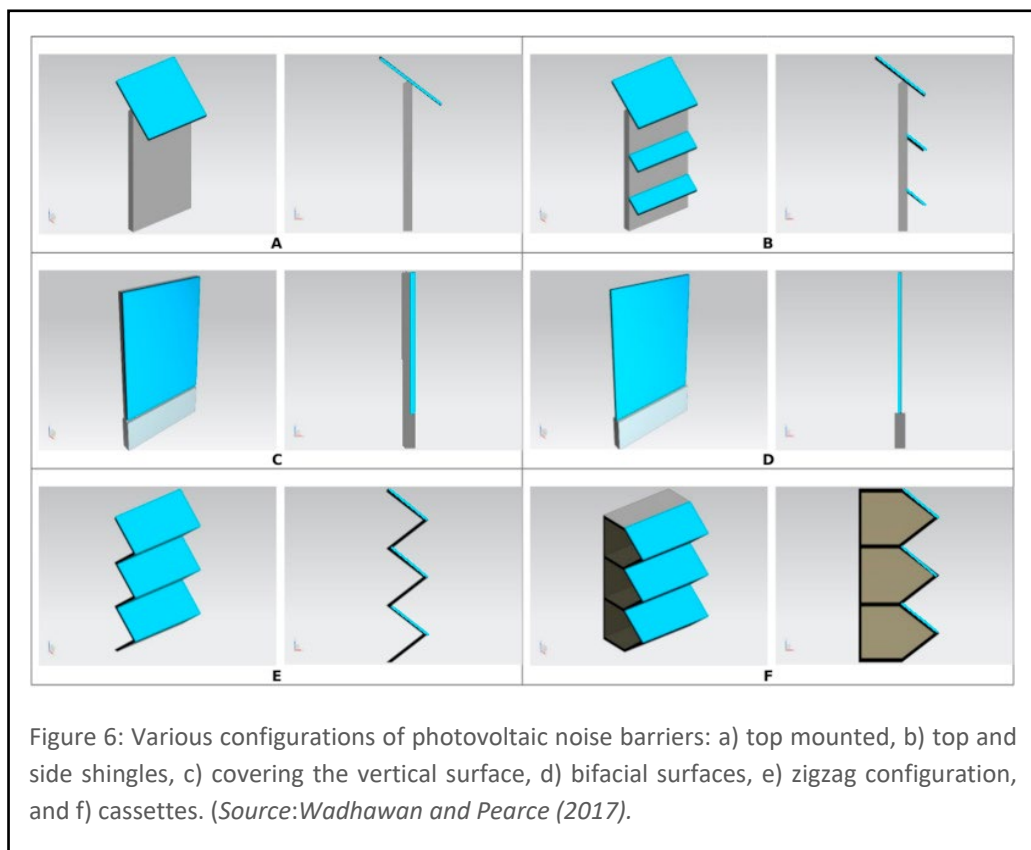 A
B
C
D
E
F
Figure 6: Various configurations of photovoltaic noise barriers: a) top mounted, b) top and
side shingles, c) covering the vertical surface, d) bifacial surfaces, e) zigzag configuration,
and f) cassettes. (Source:Wadhawan and Pearce (2017).